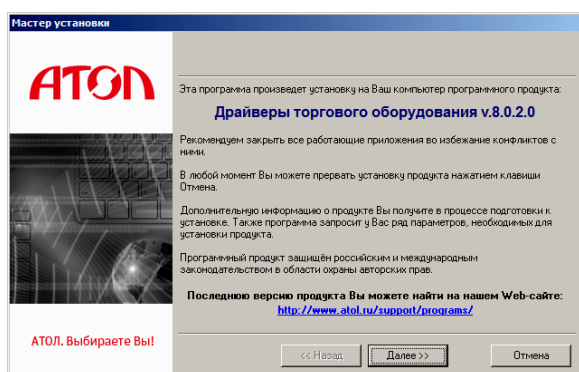 Мастер установки
АТОЛ
Эта программа произведет установку на Ваш компьютер программного продукта:
Драйверы торгового оборудования v.8.0.2.0
Рекомендуем закрыть все работающие приложения во избежание конфликтов с
ними.
В любой момент Вы можете прервать установку продукта нажатием клавиши
Отмена.
Дополнительную информацию о продукте Вы получите в процессе подготовки к
установке. Также программа запросит у Вас ряд параметров, необходимых для
установки продукта.
Программный продукт защищён российским и международным
законодательством в области охраны авторских прав.
Последнюю версию продукта Вы можете найти на нашем Web-сайте:
http://www.atol.ru/support/programs/
АТОЛ. Выбираете Вы!
<< Назад
Далее >>
Отмена